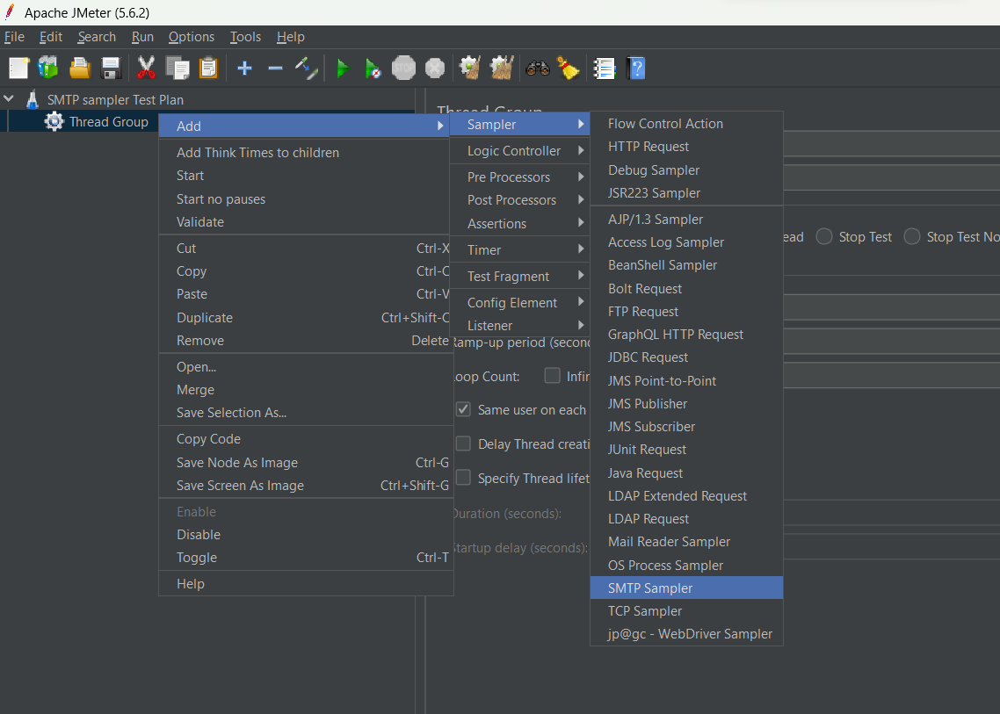 Apache JMeter (5.6.2)
File Edit Search Run Options Tools Help
STOP
SMTP sampler Test Plan
Thread Group
Thread Group
Add
Add Think Times to children
Start
Start no pauses
Validate
Cut Ctrl-X
Copy Ctrl-C
Paste Ctrl-V
Duplicate Ctrl+Shift-C
Remove Delete
Open...
Merge
Save Selection As...
Copy Code
Save Node As Image Ctrl-G
Save Screen As Image Ctrl+Shift-G
Enable
Disable
Toggle Ctrl-T
Help
Sampler
Logic Controller
Pre Processors
Post Processors
Assertions
Timer
Test Fragment
Config Element
Listener
Flow Control Action
HTTP Request
Debug Sampler
JSR223 Sampler
AJP/1.3 Sampler
Access Log Sampler
BeanShell Sampler
Bolt Request
FTP Request
GraphQL HTTP Request
JDBC Request
JMS Point-to-Point
JMS Publisher
JMS Subscriber
JUnit Request
Java Request
LDAP Extended Request
LDAP Request
Mail Reader Sampler
OS Process Sampler
SMTP Sampler
TCP Sampler
jp@gc - WebDriver Sampler
ead Stop Test Stop Test No
Ramp-up period (secon
Loop Count: Infin
Same user on each
Delay Thread creati
Specify Thread lifet
Duration (seconds):
Startup delay (seconds):